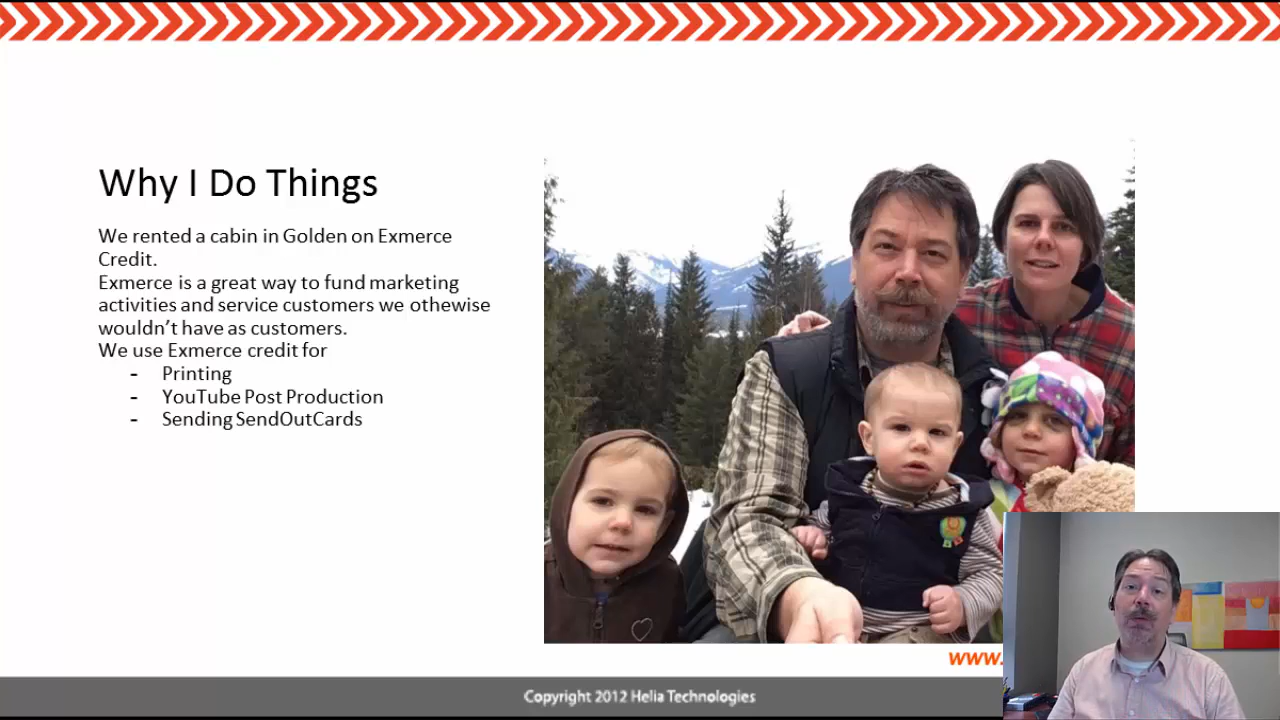 Why I Do Things
We rented a cabin in Golden on Exmerce
Credit.
Exmerce is a great way to fund marketing
activities and service customers we othewise
wouldn't have as customers.
We use Exmerce credit for
- Printing
- YouTube Post Production
- Sending SendOutCards
www.
Copyright 2012 Helia Technologies